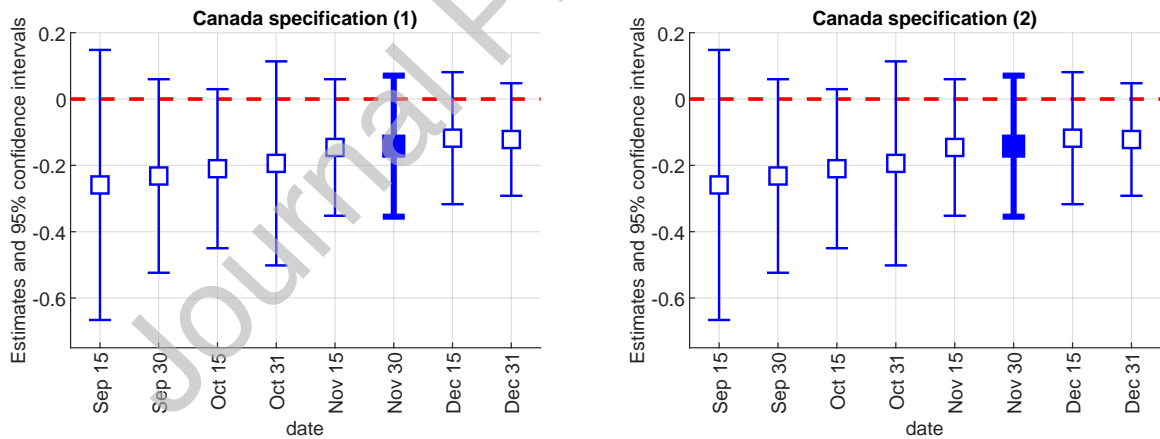 Canada specification (1)
Estimates and 95% confidence intervals
0.2
0
-0.2
-0.4
-0.6
Sep 15
Sep 30
Oct 15
Oct 31
Nov 15
Nov 30
Dec 15
Dec 31
date
Canada specification (2)
Estimates and 95% confidence intervals
0.2
0
-0.2
-0.4
-0.6
Sep 15
Sep 30
Oct 15
Oct 31
Nov 15
Nov 30
Dec 15
Dec 31
date
Journal